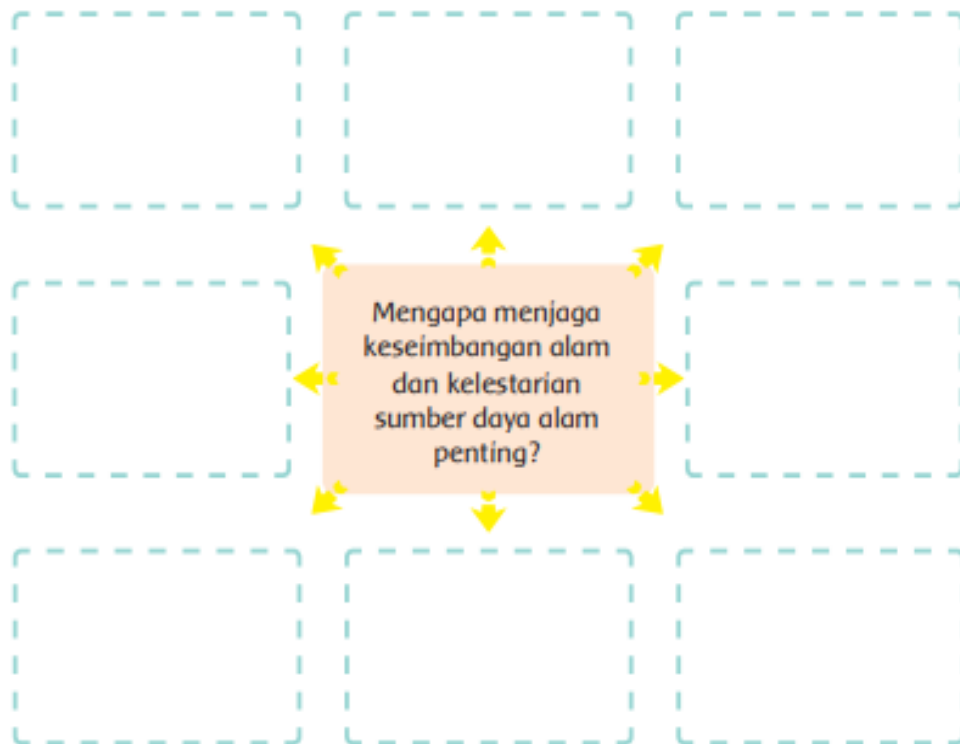 Mengapa menjaga
keseimbangan alam
dan kelestarian
sumber daya alam
penting?